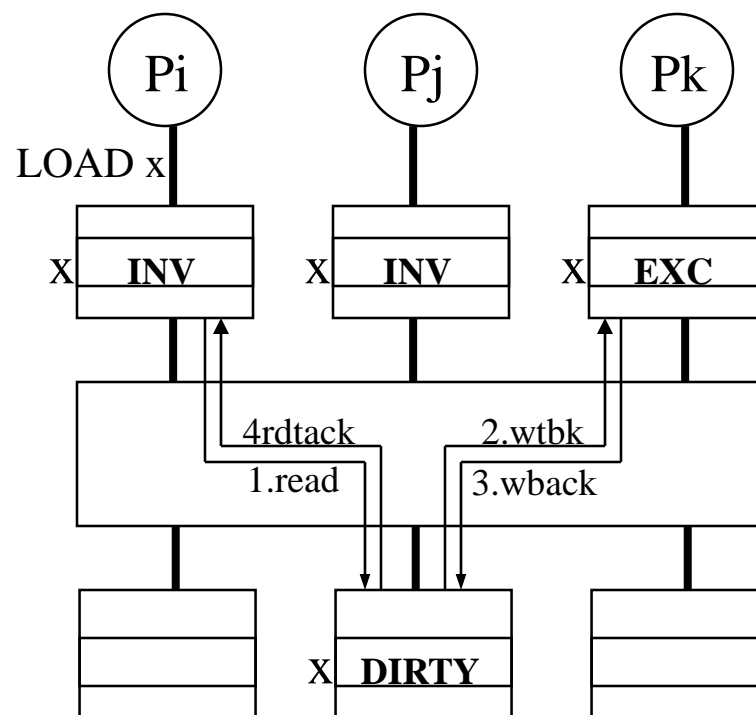 Pi Pj Pk
LOAD x
X INV X INV X EXC
4rdtack 2.wtbk
1.read 3.wback
X DIRTY